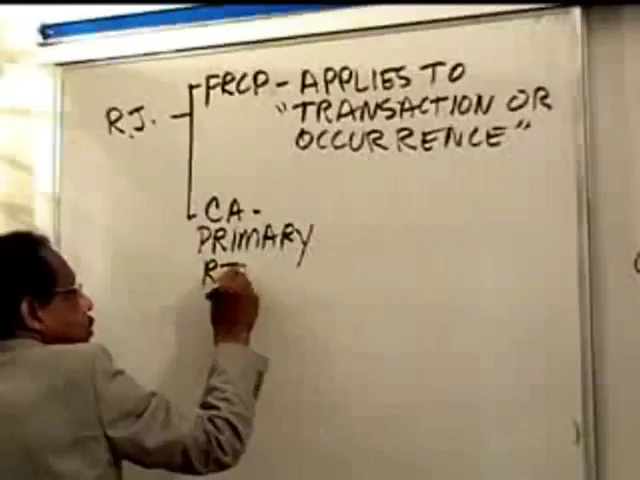 R.J.
FRCP - APPLIES TO
"TRANSACTION OR
OCCURRENCE"
CA -
PRIMARY